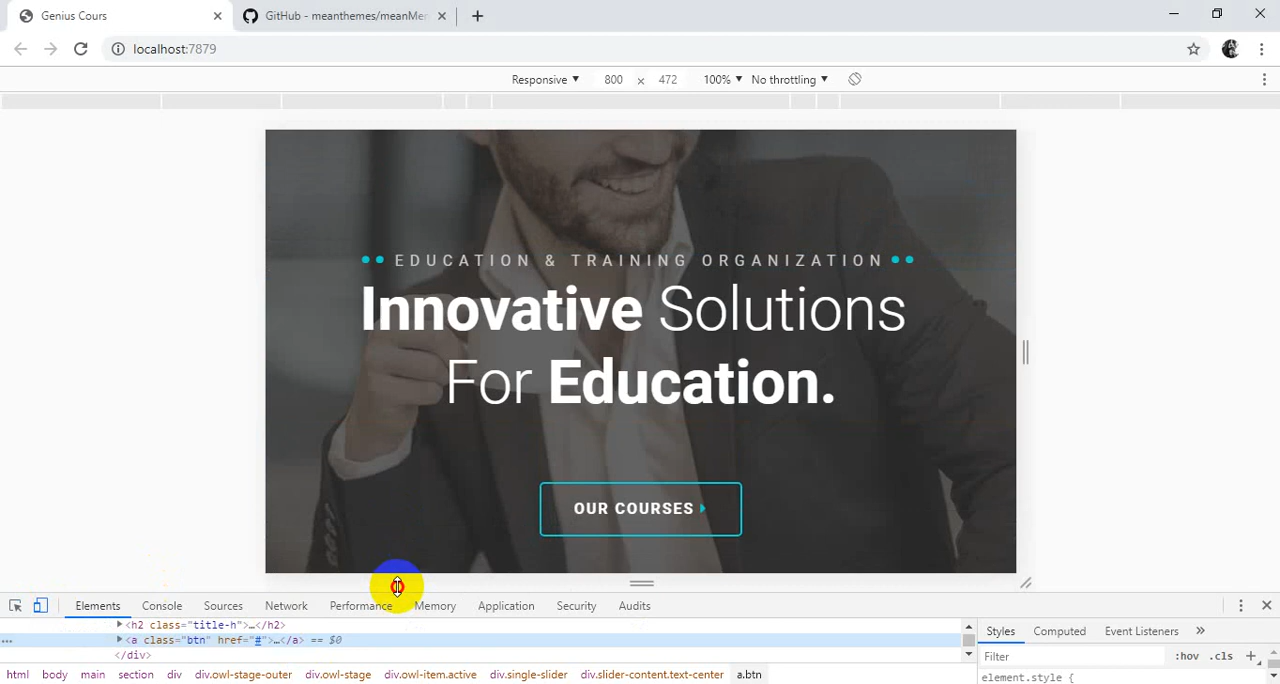 Genius Cours
GitHub - meanthemes/meanMen
localhost:7879
Responsive 800 × 472 100% No throttling
EDUCATION & TRAINING ORGANIZATION
Innovative Solutions
For Education.
OUR COURSES
Elements Console Sources Network Performance Memory Application Security Audits
<h2 class="title-h">…</h2>
... <a class="btn" href="#">…</a> == $0
</div>
html body main section div div.owl-stage-outer div.owl-stage div.owl-item.active div.single-slider div.slider-content.text-center a.btn
Styles Computed Event Listeners »
Filter :hov .cls +
element.style {